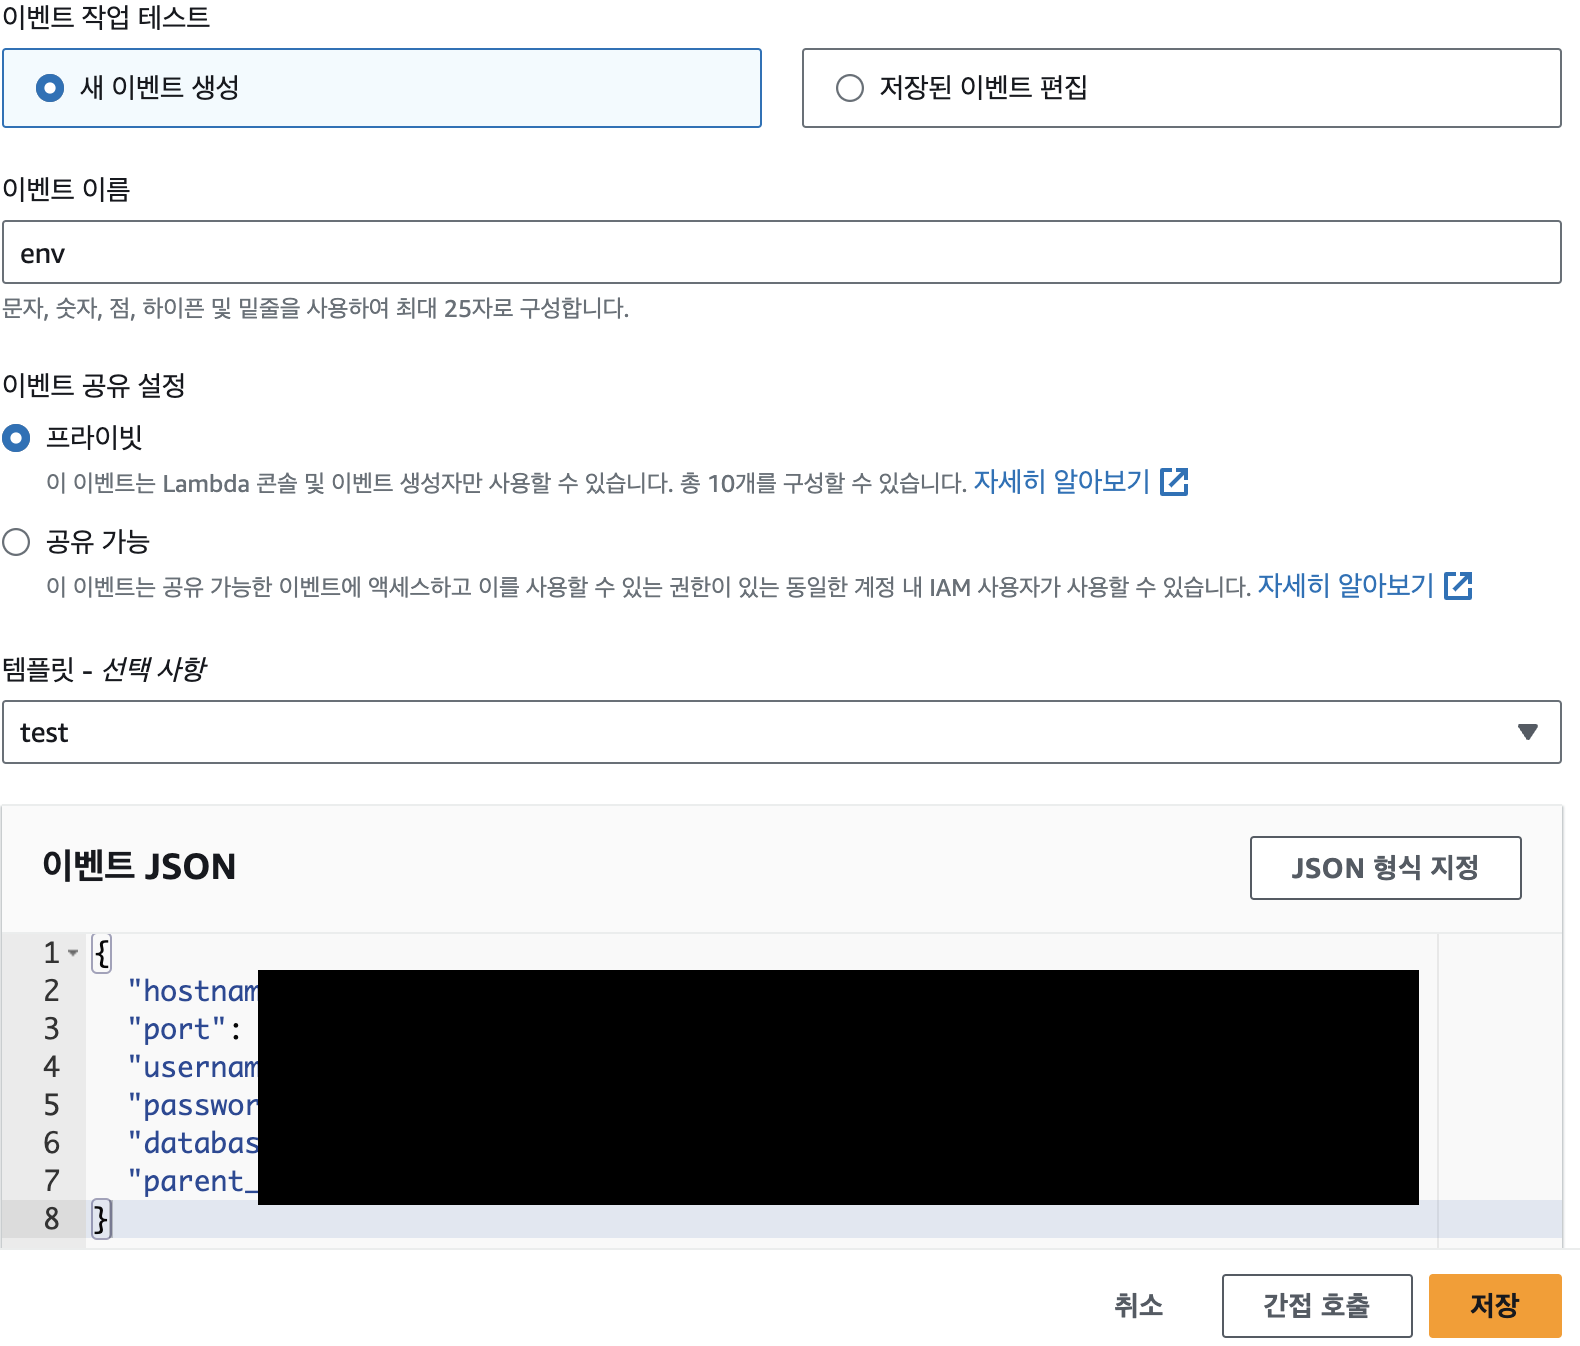 이벤트 작업 테스트
새 이벤트 생성
저장된 이벤트 편집
이벤트 이름
env
문자, 숫자, 점, 하이픈 및 밑줄을 사용하여 최대 25자로 구성합니다.
이벤트 공유 설정
프라이빗
이 이벤트는 Lambda 콘솔 및 이벤트 생성자만 사용할 수 있습니다. 총 10개를 구성할 수 있습니다. 자세히 알아보기
공유 가능
이 이벤트는 공유 가능한 이벤트에 액세스하고 이를 사용할 수 있는 권한이 있는 동일한 계정 내 IAM 사용자가 사용할 수 있습니다. 자세히 알아보기
템플릿 - 선택 사항
test
이벤트 JSON
JSON 형식 지정
1 {
2 "hostnam
3 "port":
4 "usernam
5 "passwor
6 "databas
7 "parent_
8 }
취소
간접 호출
저장